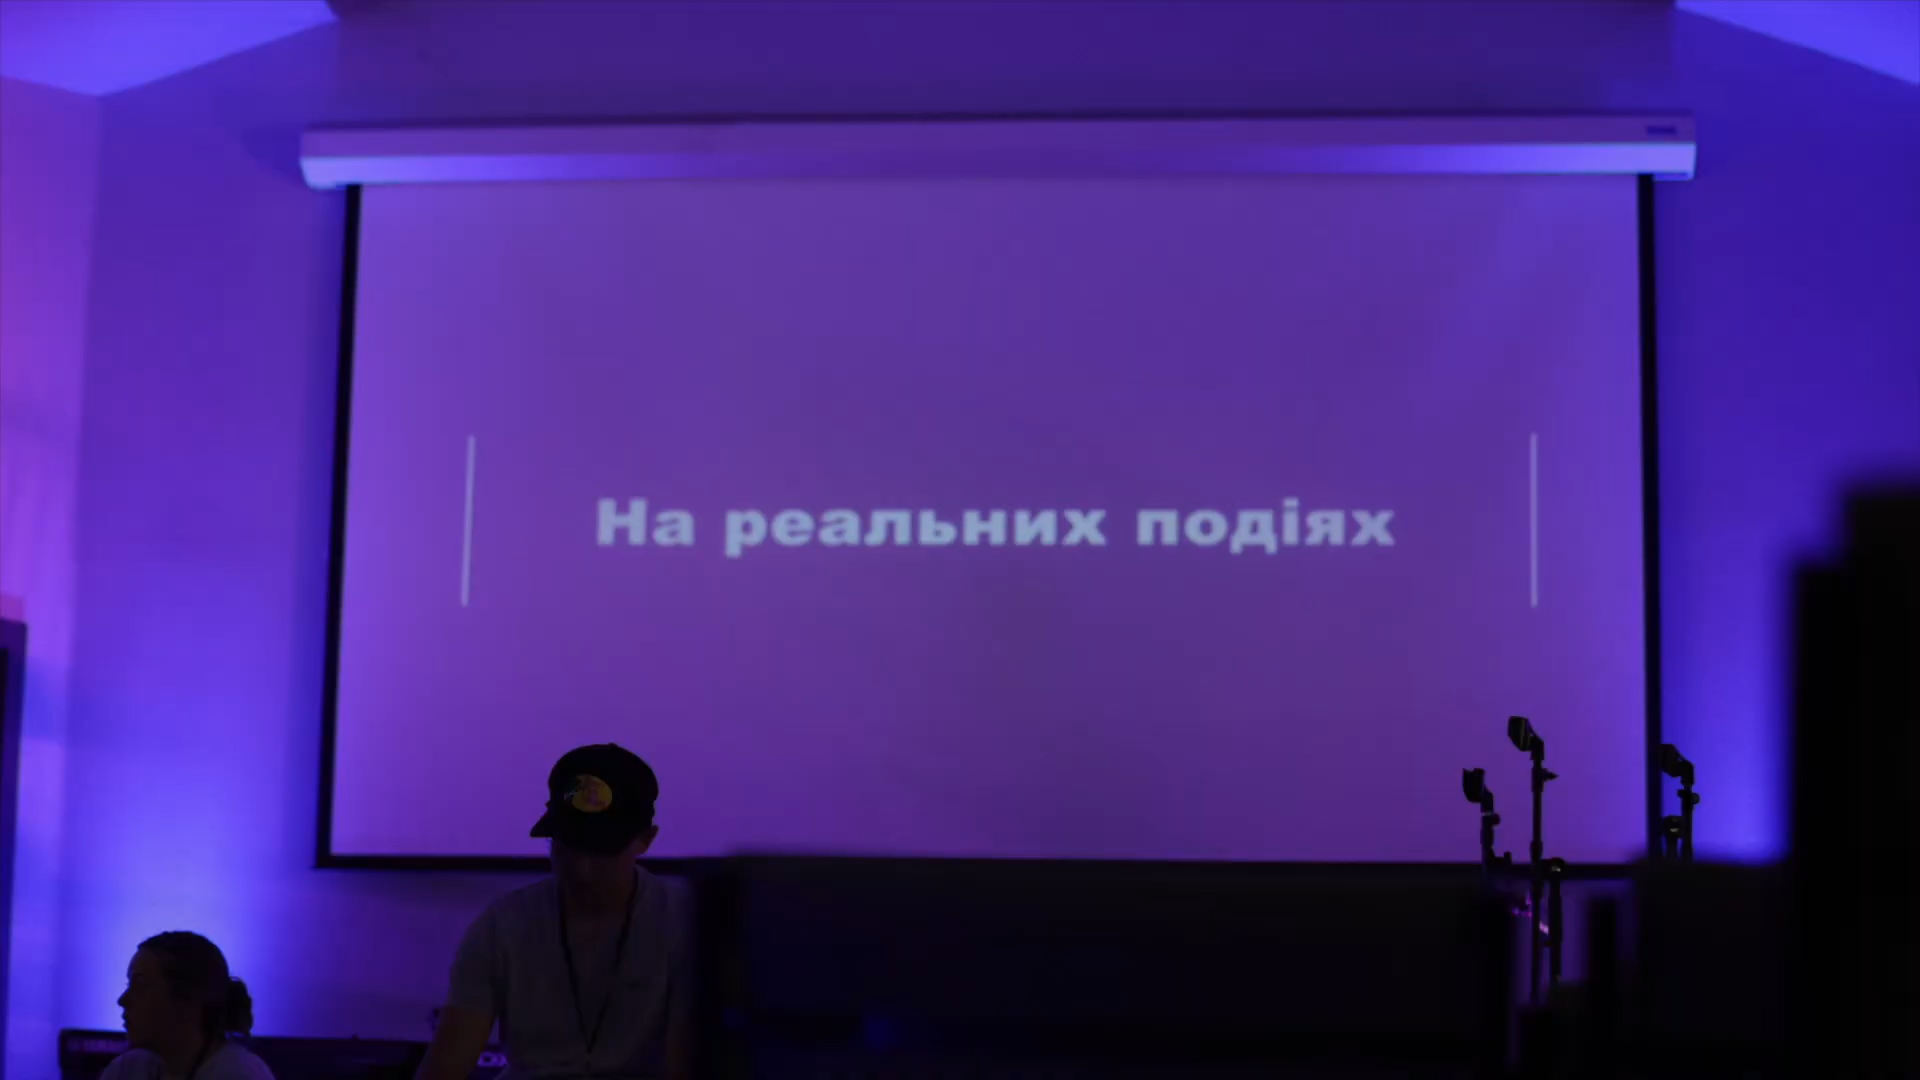 На реальних подіях